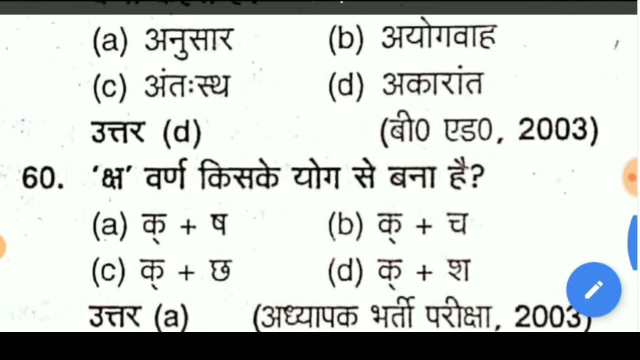 (a) अनुसार (b) अयोगवाह
(c) अंतःस्थ (d) अकारांत
उत्तर (d) (बी0 एड0, 2003)
60. ‘क्ष’ वर्ण किसके योग से बना है?
(a) क् + ष (b) क् + च
(c) क् + छ (d) क् + श
उत्तर (a) (अध्यापक भर्ती परीक्षा, 2003)